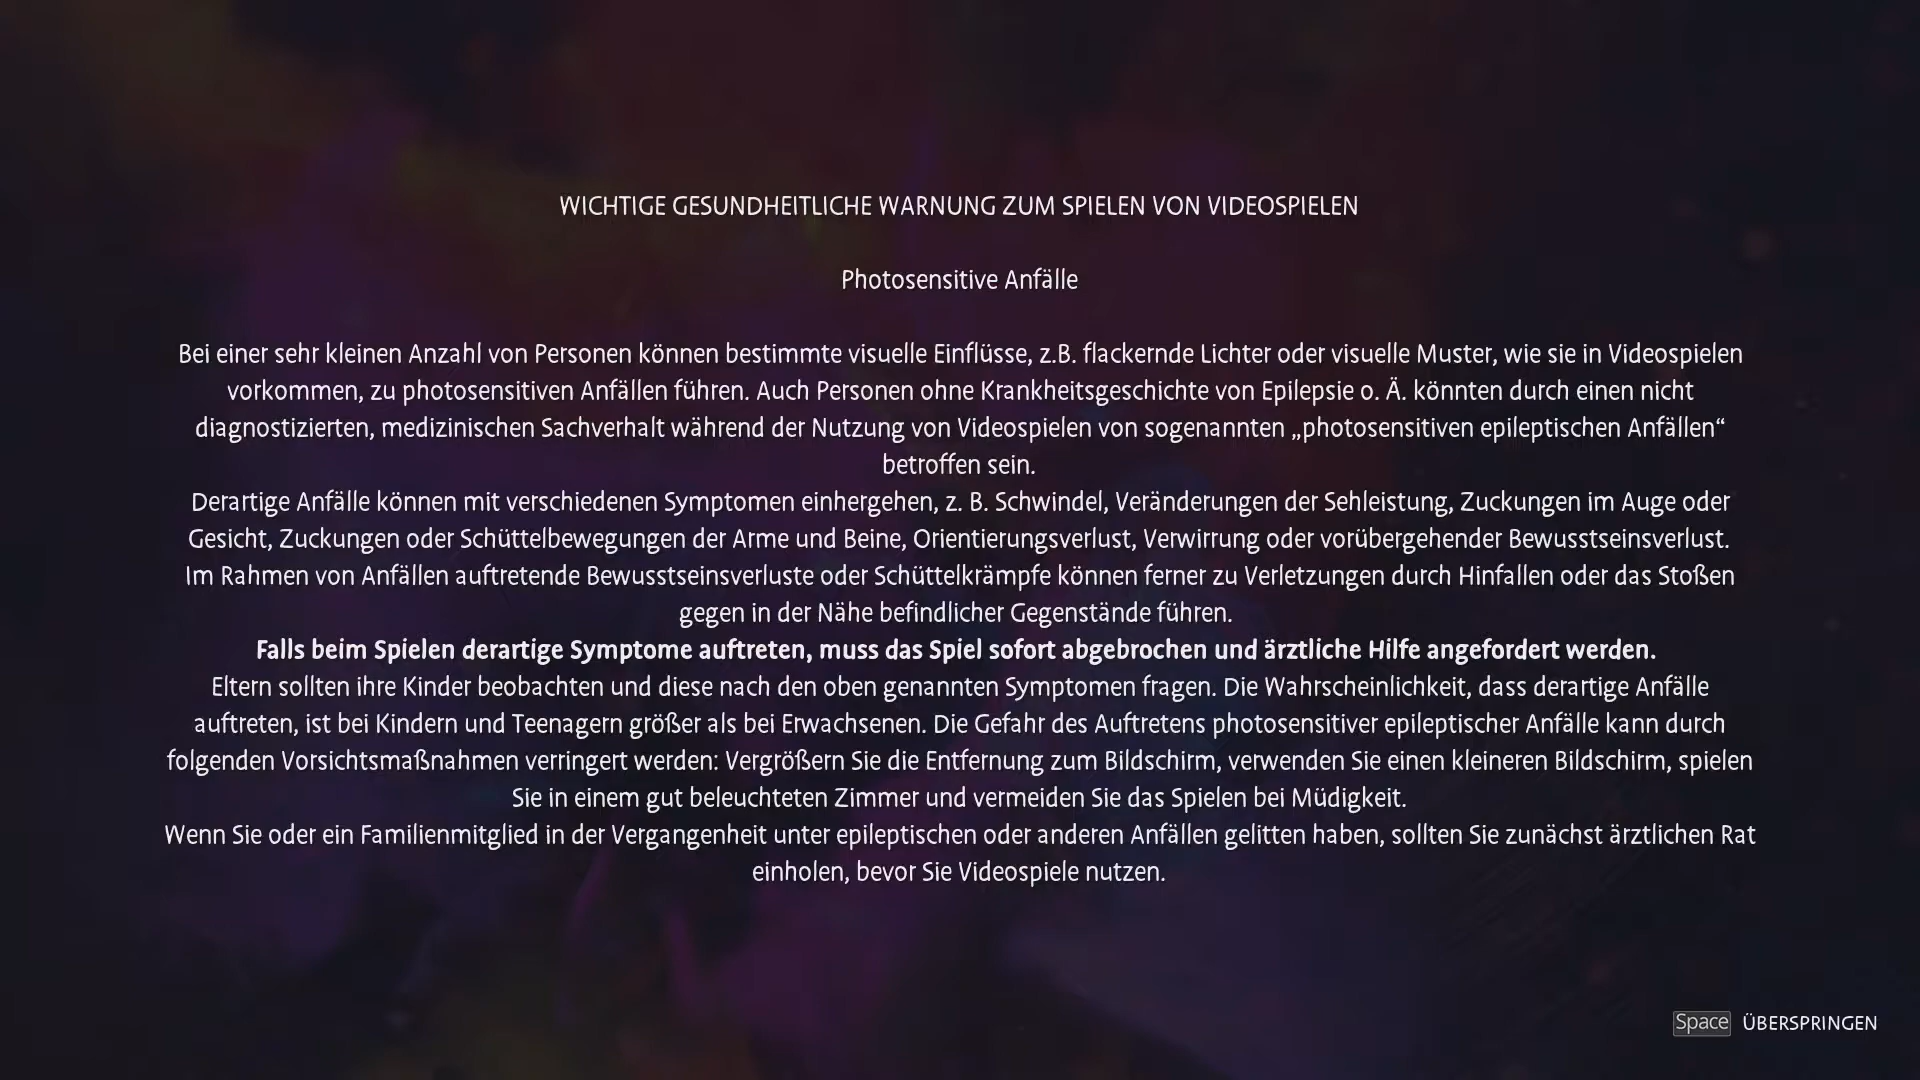 WICHTIGE GESUNDHEITLICHE WARNUNG ZUM SPIELEN VON VIDEOSPIELEN
Photosensitive Anfälle
Bei einer sehr kleinen Anzahl von Personen können bestimmte visuelle Einflüsse, z.B. flackernde Lichter oder visuelle Muster, wie sie in Videospielen
vorkommen, zu photosensitiven Anfällen führen. Auch Personen ohne Krankheitsgeschichte von Epilepsie o. Ä. könnten durch einen nicht
diagnostizierten, medizinischen Sachverhalt während der Nutzung von Videospielen von sogenannten „photosensitiven epileptischen Anfällen“
betroffen sein.
Derartige Anfälle können mit verschiedenen Symptomen einhergehen, z. B. Schwindel, Veränderungen der Sehleistung, Zuckungen im Auge oder
Gesicht, Zuckungen oder Schüttelbewegungen der Arme und Beine, Orientierungsverlust, Verwirrung oder vorübergehender Bewusstseinsverlust.
Im Rahmen von Anfällen auftretende Bewusstseinsverluste oder Schüttelkrämpfe können ferner zu Verletzungen durch Hinfallen oder das Stoßen
gegen in der Nähe befindlicher Gegenstände führen.
Falls beim Spielen derartige Symptome auftreten, muss das Spiel sofort abgebrochen und ärztliche Hilfe angefordert werden.
Eltern sollten ihre Kinder beobachten und diese nach den oben genannten Symptomen fragen. Die Wahrscheinlichkeit, dass derartige Anfälle
auftreten, ist bei Kindern und Teenagern größer als bei Erwachsenen. Die Gefahr des Auftretens photosensitiver epileptischer Anfälle kann durch
folgenden Vorsichtsmaßnahmen verringert werden: Vergrößern Sie die Entfernung zum Bildschirm, verwenden Sie einen kleineren Bildschirm, spielen
Sie in einem gut beleuchteten Zimmer und vermeiden Sie das Spielen bei Müdigkeit.
Wenn Sie oder ein Familienmitglied in der Vergangenheit unter epileptischen oder anderen Anfällen gelitten haben, sollten Sie zunächst ärztlichen Rat
einholen, bevor Sie Videospiele nutzen.
Space ÜBERSPRINGEN